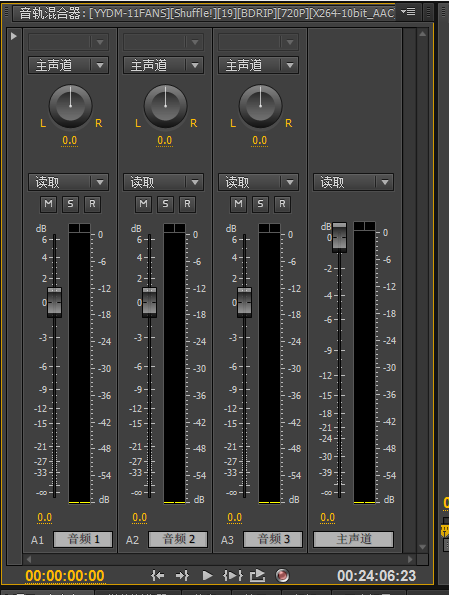 音轨混合器: [YYDM-11FANS][Shuffle!][19][BDRIP][720P][X264-10bit_AAC
主声道 主声道 主声道
L R L R L R
0.0 0.0 0.0
读取 读取 读取 读取
M S R M S R M S R
dB dB dB dB
6 0 6 0 6 0 0 0
4 -6 4 -6 4 -6 -6
2 2 2 -2
-12 -12 -12 -12
0 0 0 -4
-18 -18 -18 -6 -18
-3 -24 -3 -24 -3 -24 -9 -24
-6 -30 -6 -30 -6 -30 -12 -30
-9 -36 -9 -36 -9 -36 -15 -36
-12 -12 -12 -18
-15 -42 -15 -42 -15 -42 -21 -42
-21 -48 -21 -48 -21 -48 -24 -48
-27 -27 -27 -30
-33 -54 -33 -54 -33 -54 -39 -54
-∞ dB -∞ dB -∞ dB -∞ dB
0.0 0.0 0.0 0.0
A1 音频 1 A2 音频 2 A3 音频 3 主声道
00:00:00:00 00:24:06:23